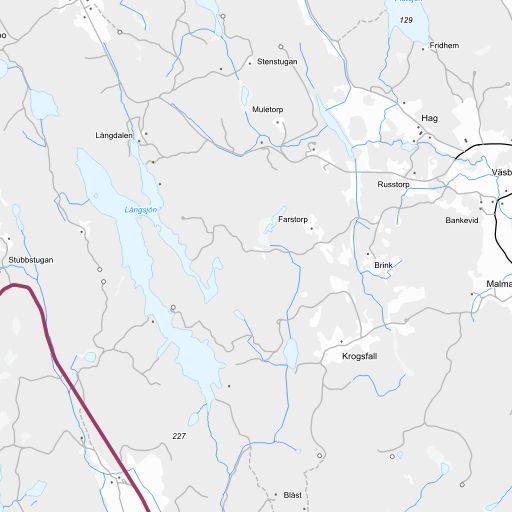 129
Fridhem
Stenstugan
Muletorp
Hag
Långdalen
Russtorp
Väsb
Långsjön
Farstorp
Bankevid
Stubbstugan
Brink
Malma
Krogsfall
227
Blåst